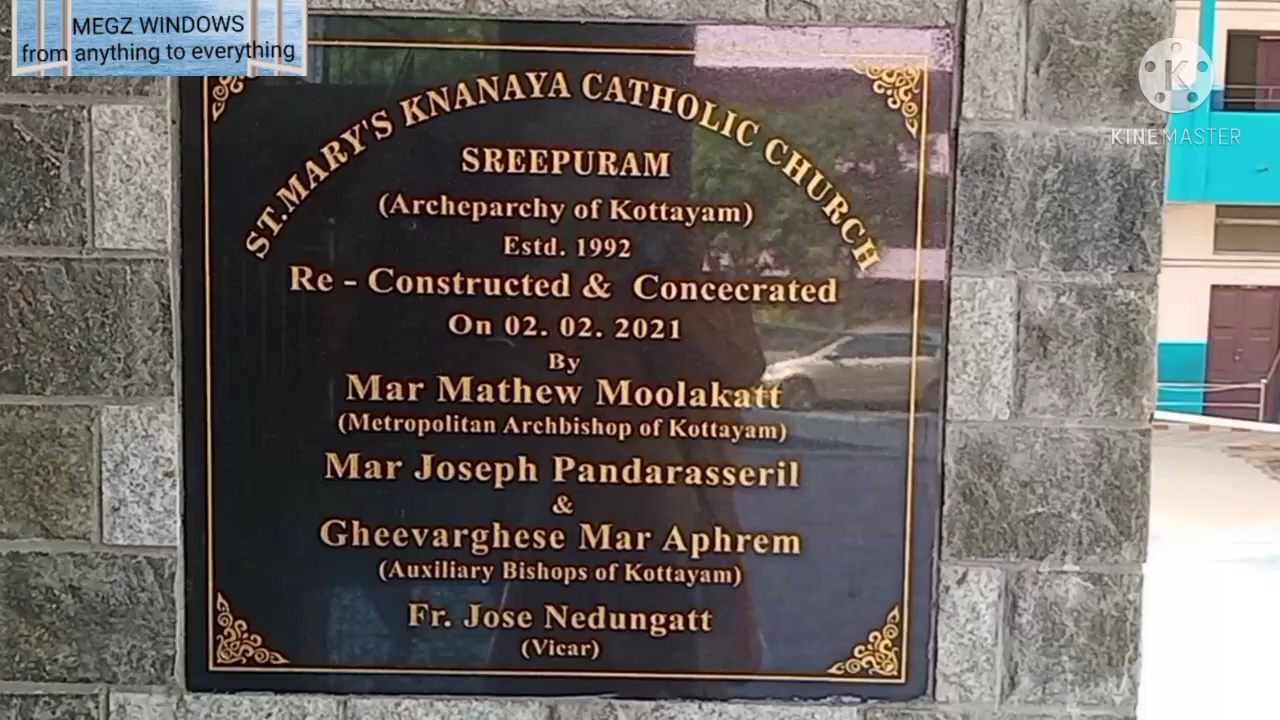 MEGZ WINDOWS
from anything to everything
KINEMASTER
ST.MARY'S KNANAYA CATHOLIC CHURCH
SREEPURAM
(Archeparchy of Kottayam)
Estd. 1992
Re - Constructed & Concecrated
On 02. 02. 2021
By
Mar Mathew Moolakatt
(Metropolitan Archbishop of Kottayam)
Mar Joseph Pandarasseril
&
Gheevarghese Mar Aphrem
(Auxiliary Bishops of Kottayam)
Fr. Jose Nedungatt
(Vicar)